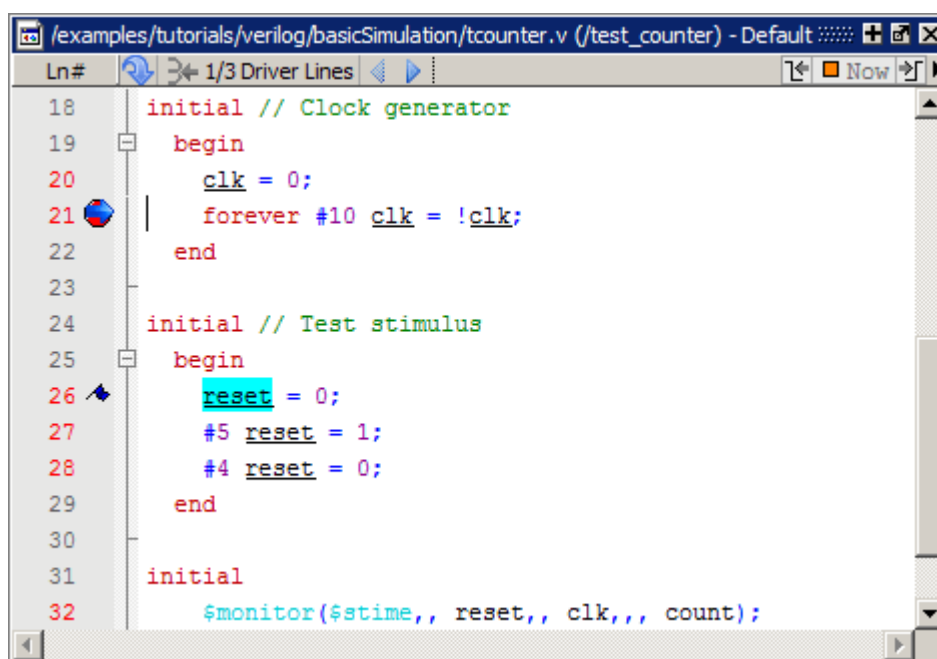 /examples/tutorials/verilog/basicSimulation/tcounter.v (/test_counter) - Default
Ln# 1/3 Driver Lines Now
18 initial // Clock generator
19 begin
20 clk = 0;
21 forever #10 clk = !clk;
22 end
23
24 initial // Test stimulus
25 begin
26 reset = 0;
27 #5 reset = 1;
28 #4 reset = 0;
29 end
30
31 initial
32 $monitor($stime,, reset,, clk,,, count);